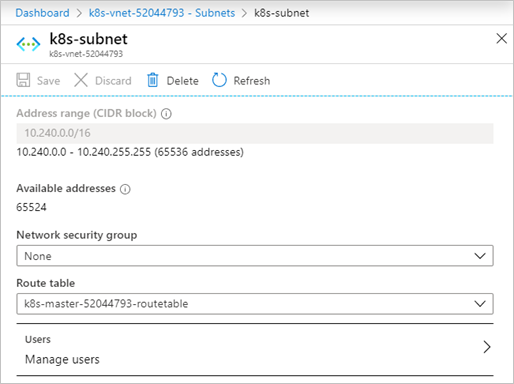 Dashboard > k8s-vnet-52044793 - Subnets > k8s-subnet
k8s-subnet
k8s-vnet-52044793
Save Discard Delete Refresh
Address range (CIDR block)
10.240.0.0/16
10.240.0.0 - 10.240.255.255 (65536 addresses)
Available addresses
65524
Network security group
None
Route table
k8s-master-52044793-routetable
Users
Manage users